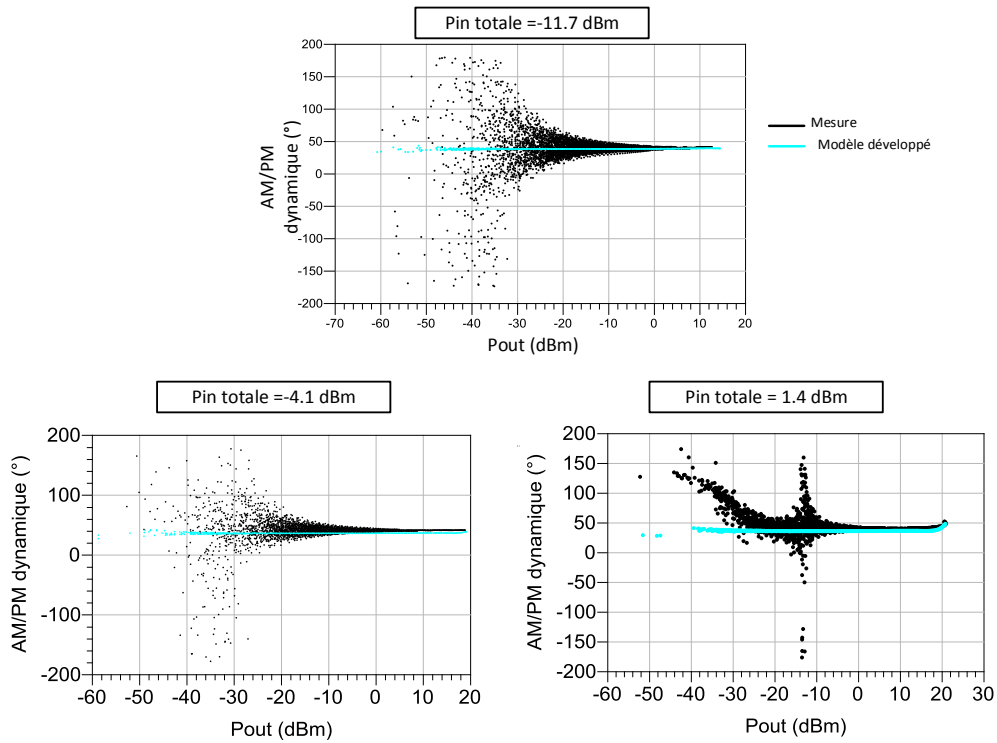 Pin totale =-11.7 dBm
200
150
100
50
0
-50
-100
-150
-200
AM/PM
dynamique (°)
-70 -60 -50 -40 -30 -20 -10 0 10 20
Pout (dBm)
Mesure
Modèle développé
Pin totale =-4.1 dBm
200
100
0
-100
-200
AM/PM dynamique (°)
-60 -50 -40 -30 -20 -10 0 10 20
Pout (dBm)
Pin totale = 1.4 dBm
200
150
100
50
0
-50
-100
-150
-200
AM/PM dynamique (°)
-60 -50 -40 -30 -20 -10 0 10 20 30
Pout (dBm)